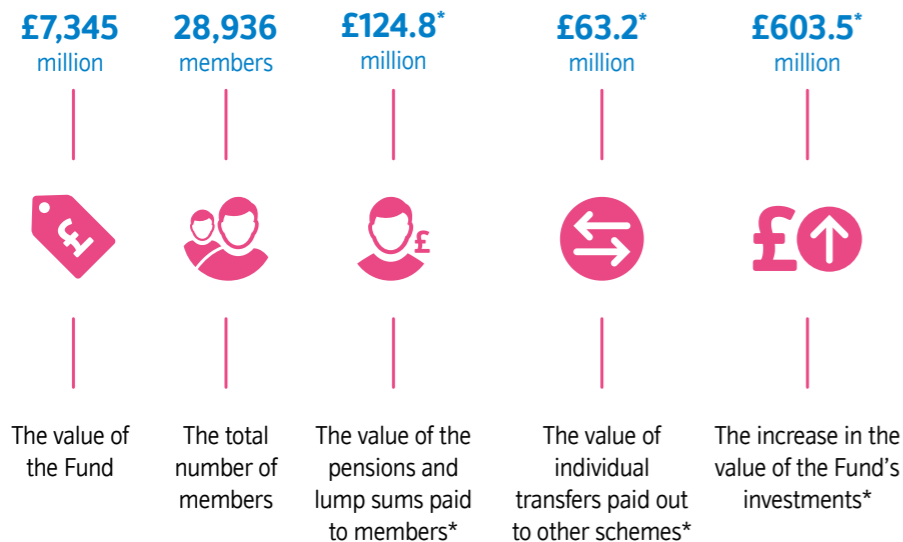 £7,345
million
28,936
members
£124.8*
million
£63.2*
million
£603.5*
million
£
£
£
The value of
the Fund
The total
number of
members
The value of the
pensions and
lump sums paid
to members*
The value of
individual
transfers paid out
to other schemes*
The increase in the
value of the Fund's
investments*